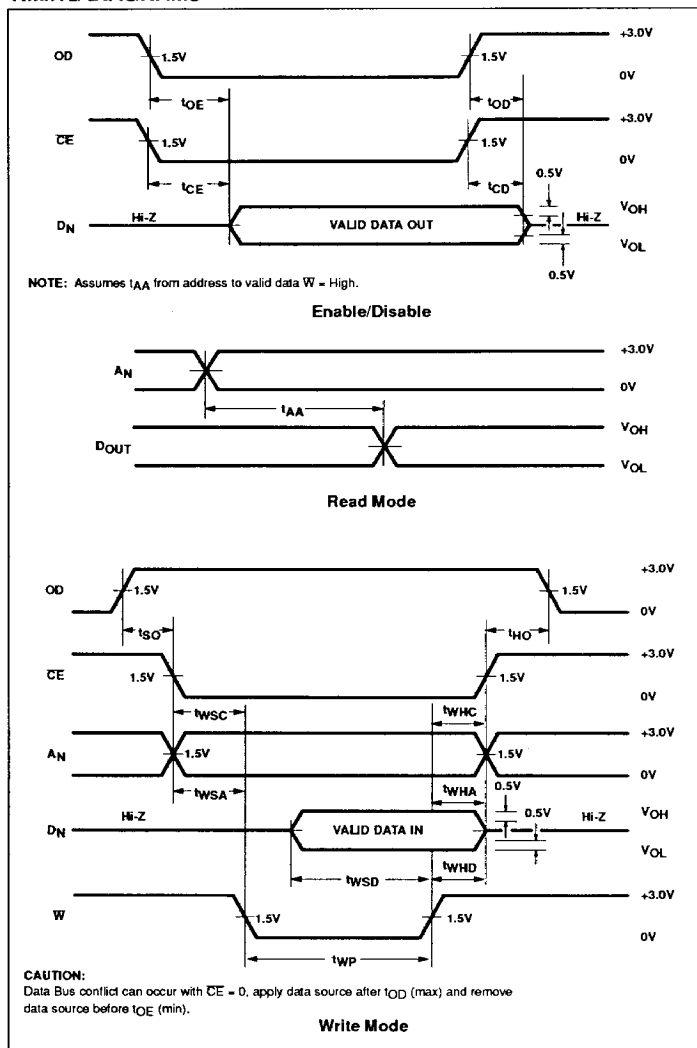 OD 1.5V 1.5V +3.0V
0V
tOE tOD
C̅E̅ 1.5V 1.5V +3.0V
0V
tCE tCD 0.5V
DN Hi-Z VALID DATA OUT Hi-Z VOH
VOL
0.5V
NOTE: Assumes tAA from address to valid data W̅ = High.
Enable/Disable
AN +3.0V
0V
tAA
DOUT VOH
VOL
Read Mode
OD 1.5V 1.5V +3.0V
0V
tSO tHO
C̅E̅ 1.5V 1.5V +3.0V
0V
tWSC tWHC
AN 1.5V 1.5V +3.0V
0V
tWSA tWHA 0.5V
DN Hi-Z VALID DATA IN 0.5V Hi-Z VOH
VOL
tWSD tWHD
W̅ 1.5V 1.5V +3.0V
0V
tWP
CAUTION:
Data Bus conflict can occur with C̅E̅ = 0, apply data source after tOD (max) and remove
data source before tOE (min).
Write Mode